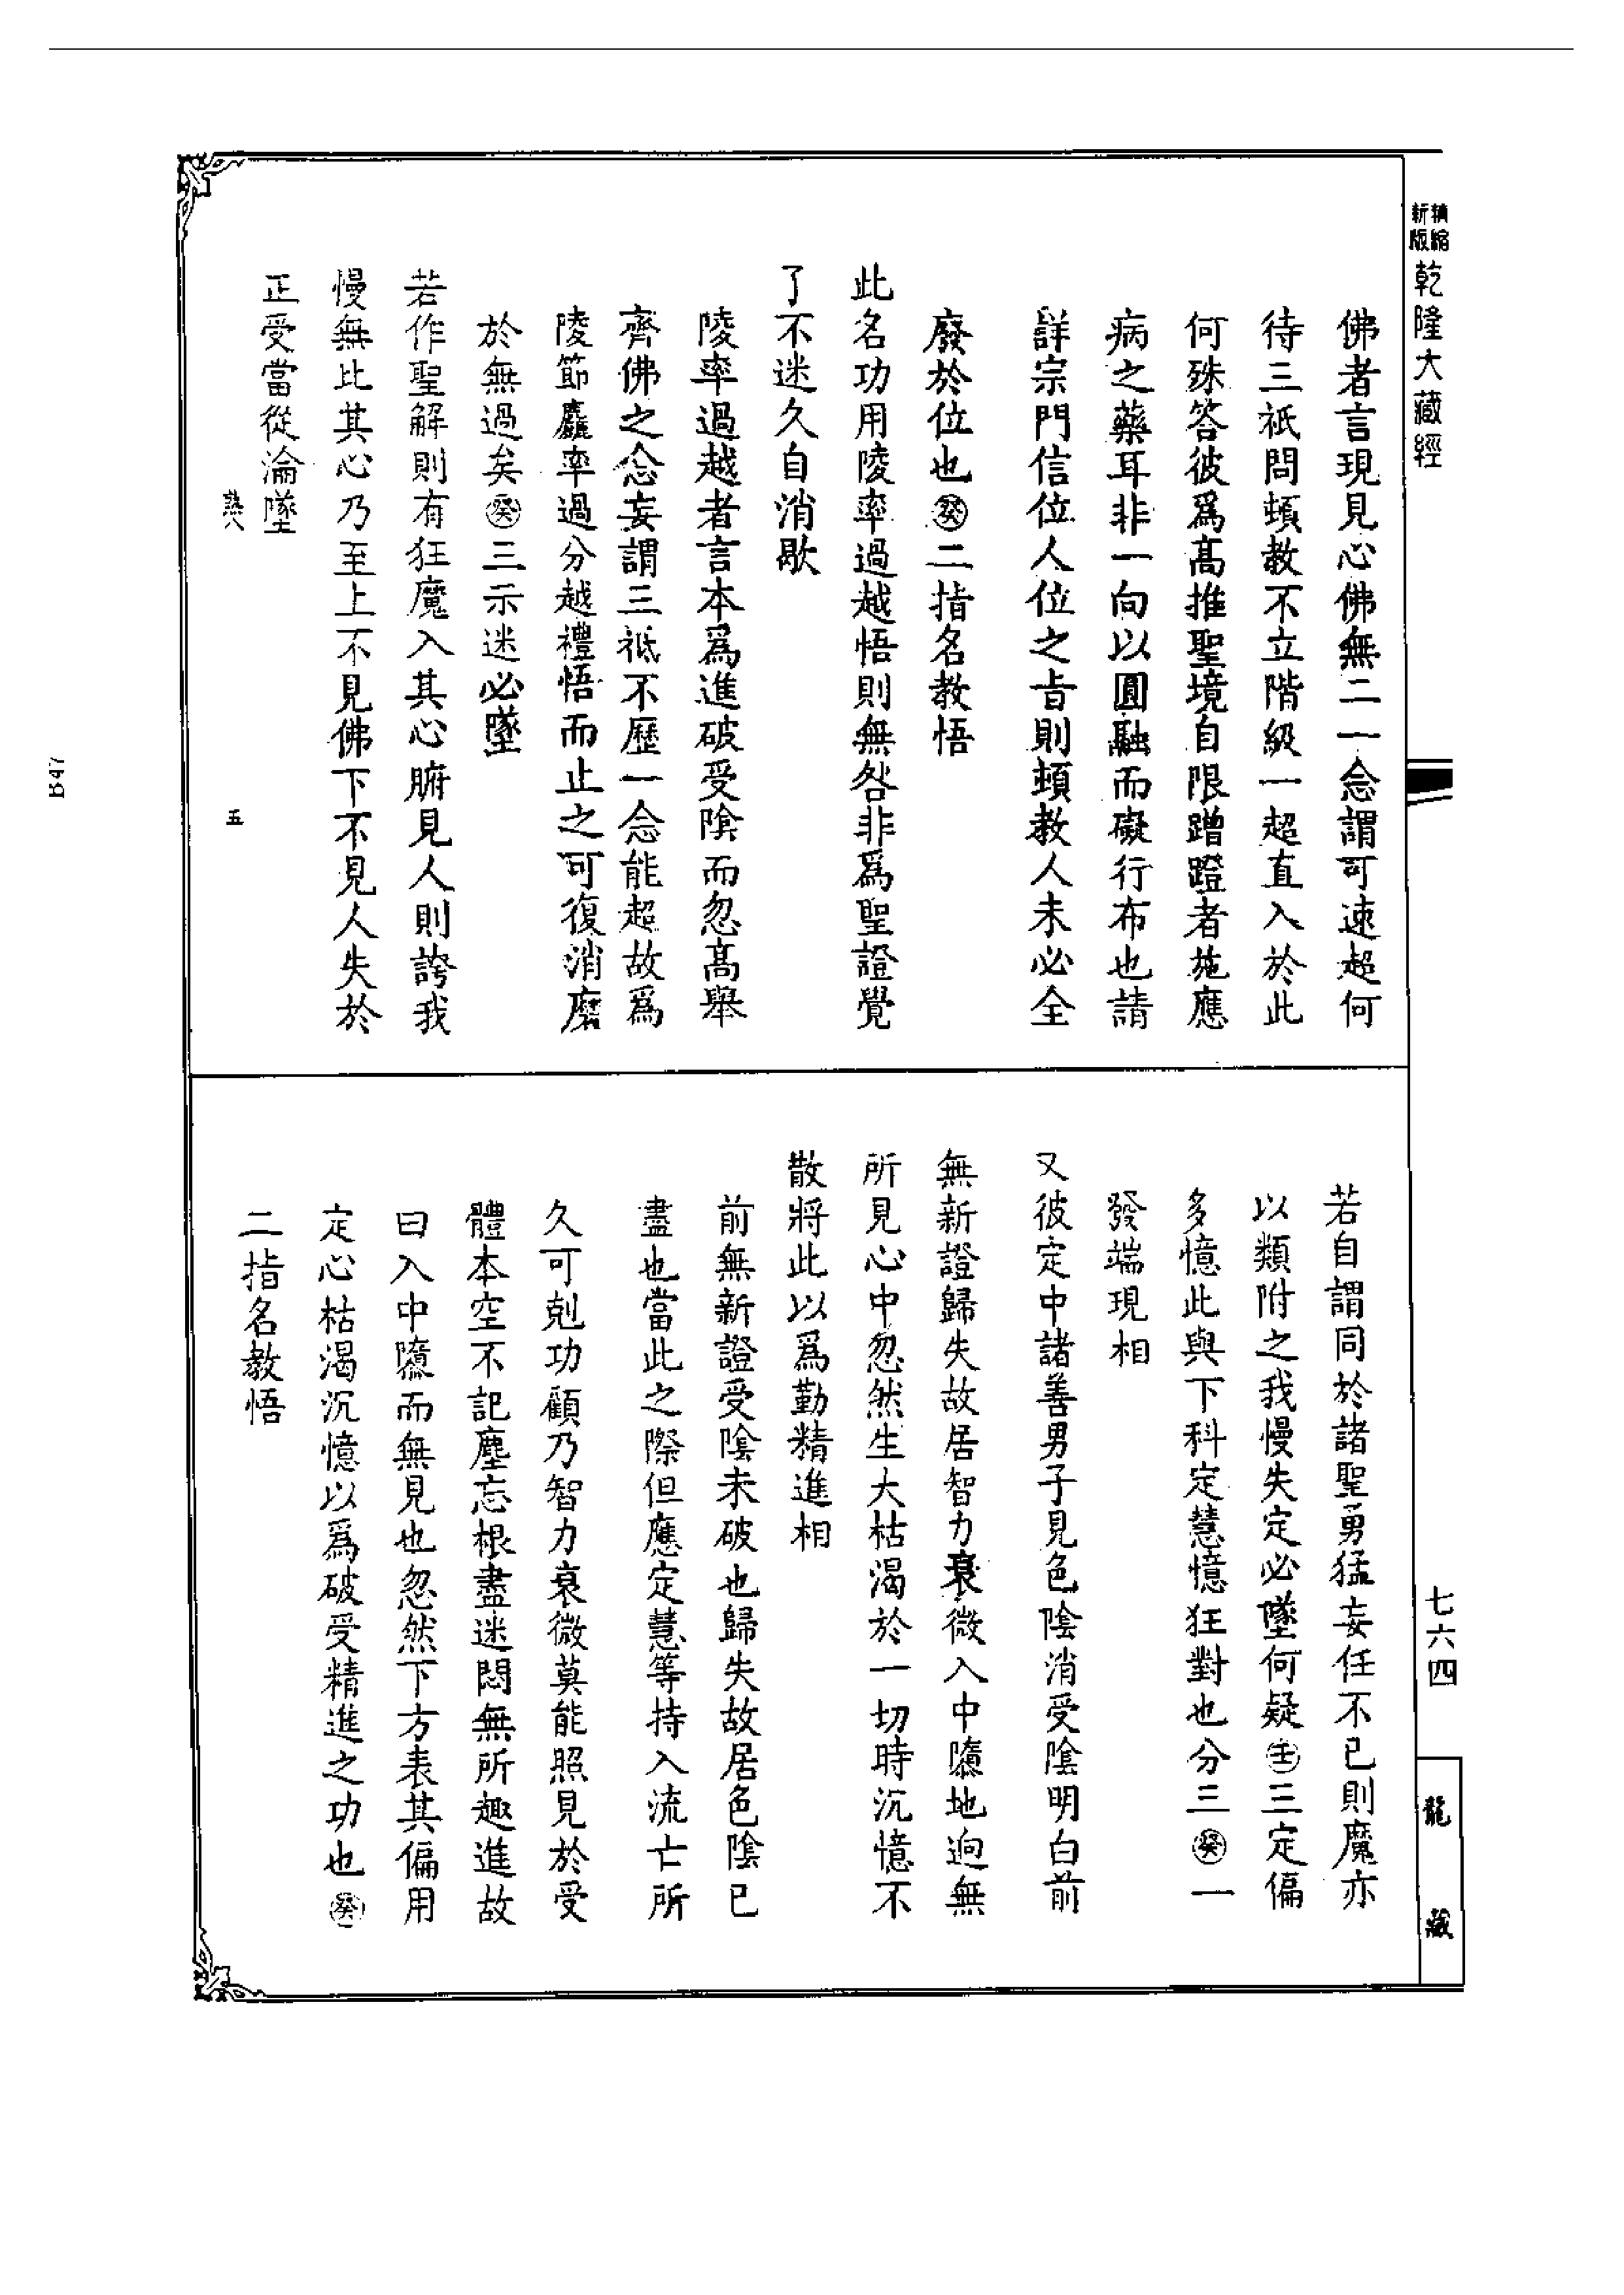 精縮新版乾隆大藏經
佛者言現見心佛無二一念謂可速超何
待三祇問頓教不立階級一超直入於此
何殊答彼爲高推聖境自限蹭蹬者施應
病之藥耳非一向以圓融而礙行布也請
詳宗門信位人位之旨則頓教人未必全
廢於位也㊛二指名教悟
此名功用陵率過越悟則無咎非爲聖證覺
了不迷久自消歇
陵率過越者言本爲進破受陰而忽高舉
齊佛之念妄謂三祇不歷一念能超故爲
陵節麤率過分越禮悟而止之可復消磨
於無過矣癸三示迷必墜
若作聖解則有狂魔入其心腑見人則誇我
慢無比其心乃至上不見佛下不見人失於
正受當從淪墜
五
七六四
龍藏
若自謂同於諸聖勇猛妄任不已則魔亦
以類附之我慢失定必墜何疑壬三定偏
多憶此與下科定慧憶狂對也分三癸一
發端現相
又彼定中諸善男子見色陰消受陰明白前
無新證歸失故居智力衰微入中隳地迥無
所見心中忽然生大枯渴於一切時沉憶不
散將此以爲勤精進相
前無新證受陰未破也歸失故居色陰已
盡也當此之際但應定慧等持入流亡所
久可剋功顧乃智力衰微莫能照見於受
體本空不記塵忘根盡迷悶無所趣進故
曰入中隳而無見也忽然下方表其偏用
定心枯渴沉憶以爲破受精進之功也癸
二指名教悟
B47